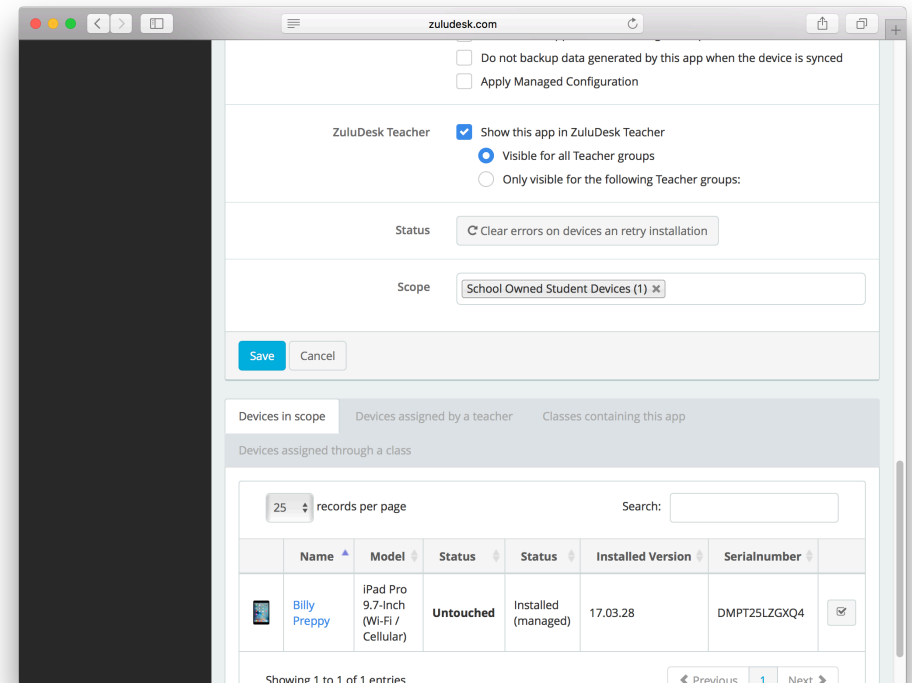 zuludesk.com
Do not backup data generated by this app when the device is synced
Apply Managed Configuration
ZuluDesk Teacher
Show this app in ZuluDesk Teacher
Visible for all Teacher groups
Only visible for the following Teacher groups:
Status
Clear errors on devices an retry installation
Scope
School Owned Student Devices (1)
Save
Cancel
Devices in scope
Devices assigned by a teacher
Classes containing this app
Devices assigned through a class
25 records per page
Search:
Name
Model
Status
Status
Installed Version
Serialnumber
Billy
Preppy
iPad Pro
9.7-Inch
(Wi-Fi /
Cellular)
Untouched
Installed
(managed)
17.03.28
DMPT25LZGXQ4
Showing 1 to 1 of 1 entries
Previous
1
Next